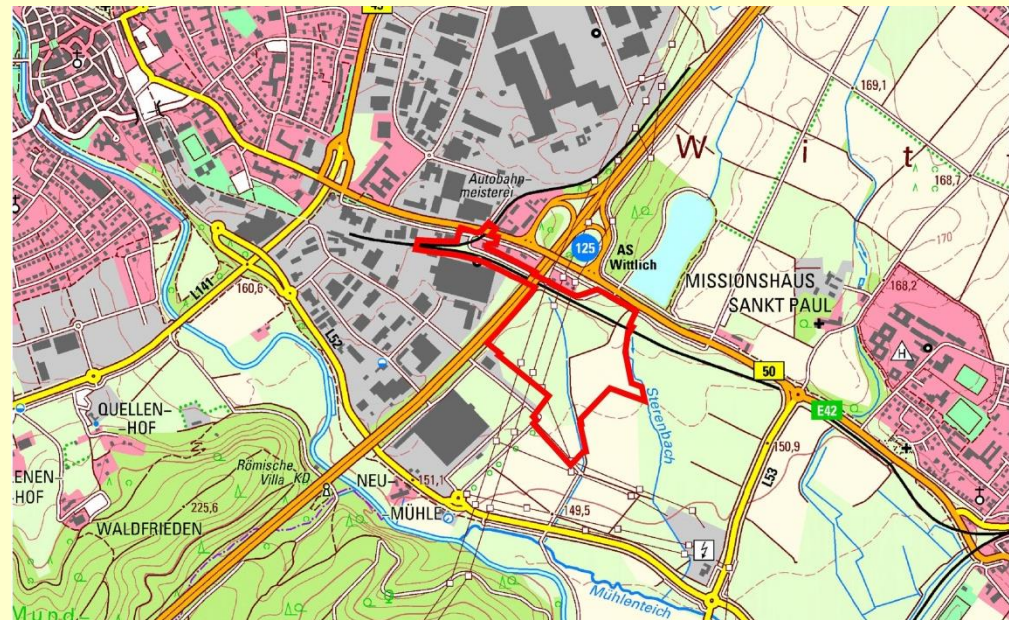 49
Autobahn-
meisterei
169,1
W i t
168,7
125
AS
Wittlich
170
MISSIONSHAUS
SANKT PAUL
168,2
L141
160,6
L52
H
50
E42
QUELLEN-
-HOF
Sterenbach
ENEN
-HOF
Römische
Villa KD
NEU-
-MÜHLE
151,1
L53
150,9
225,6
WALDFRIEDEN
149,5
Mühlenteich
Mund